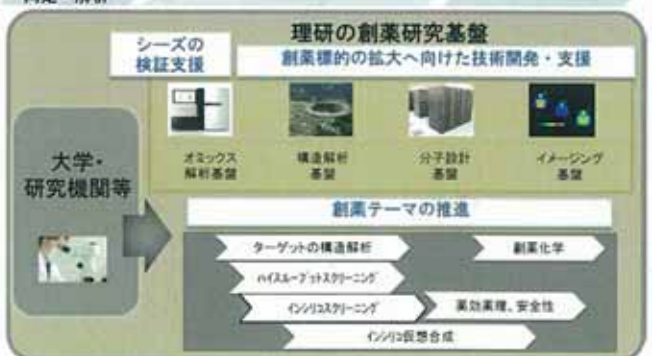 理研の創薬研究基盤
シーズの
検証支援
創薬標的の拡大へ向けた技術開発・支援
大学・
研究機関等
オミックス
解析基盤
構造解析
基盤
分子設計
基盤
イメージング
基盤
創薬テーマの推進
ターゲットの構造解析
創薬化学
ハイスループットスクリーニング
インシリコスクリーニング
薬効薬理、安全性
インシリコ仮想合成